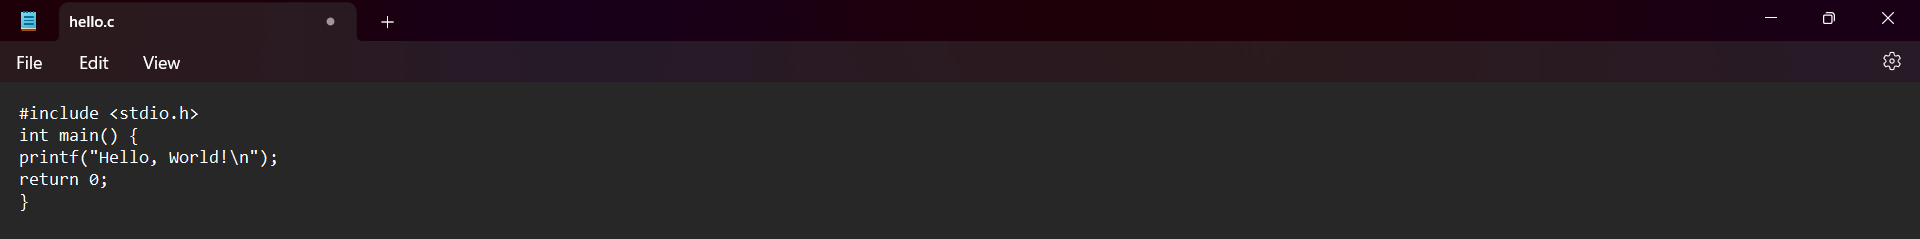 hello.c
File Edit View
#include <stdio.h>
int main() {
printf("Hello, World!\n");
return 0;
}